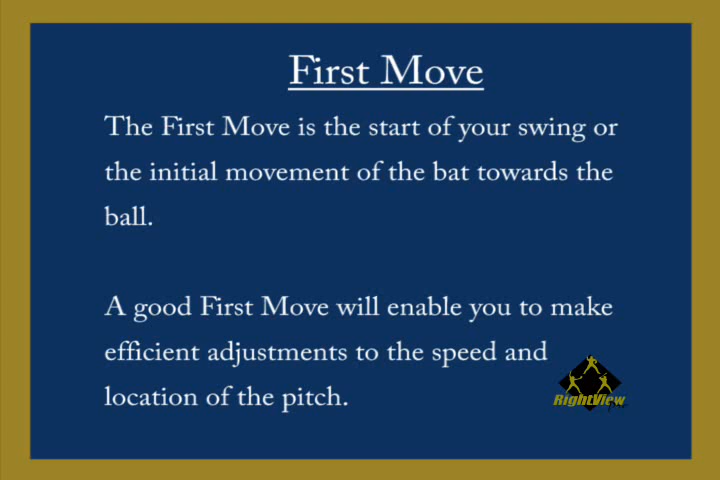 First Move
The First Move is the start of your swing or
the initial movement of the bat towards the
ball.
A good First Move will enable you to make
efficient adjustments to the speed and
location of the pitch.
RightView